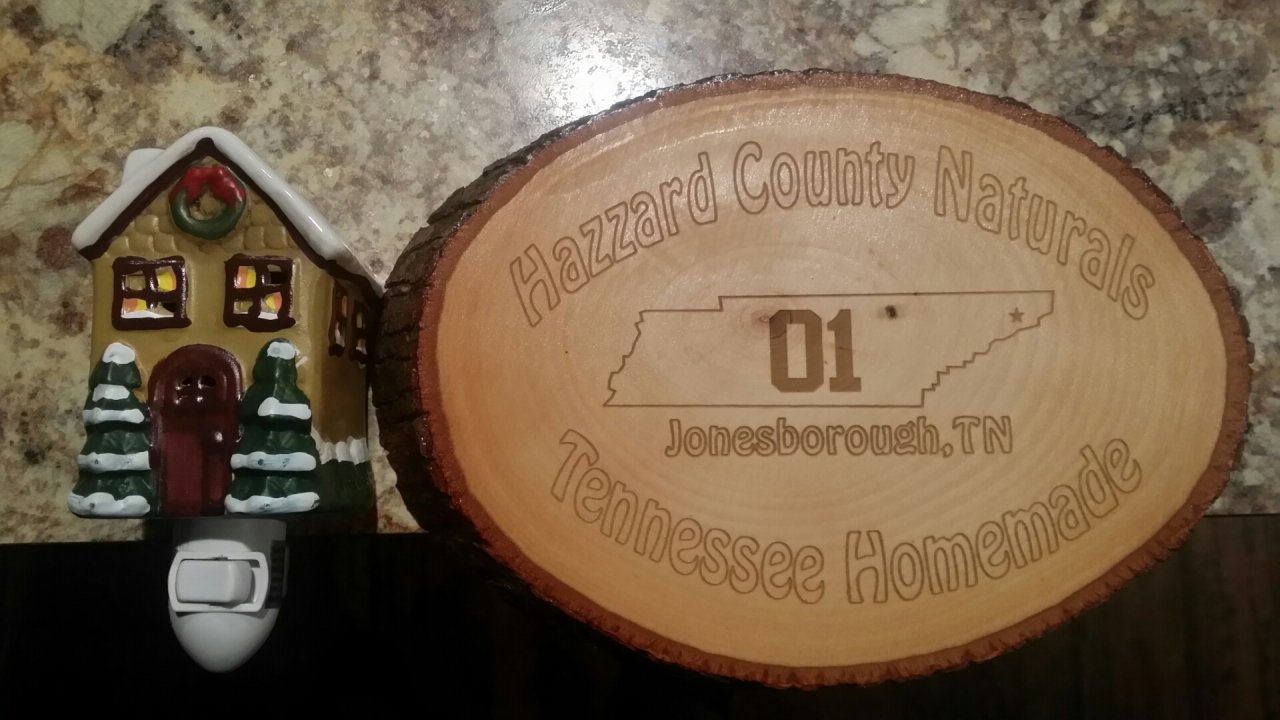 Hazzard County Naturals
01
Jonesborough,TN
Tennessee Homemade